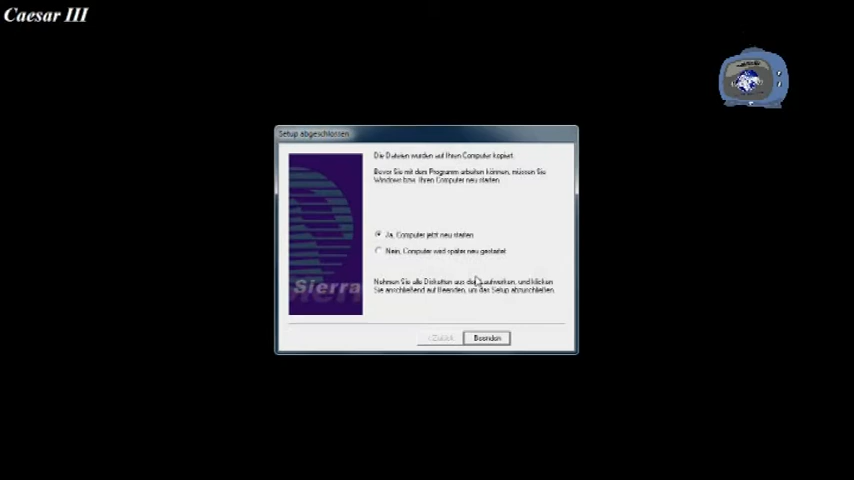 Caesar III
Setup abgeschlossen
Die Dateien wurden auf Ihren Computer kopiert.
Bevor Sie mit dem Programm arbeiten können, müssen Sie
Windows bzw. Ihren Computer neu starten.
Ja, Computer jetzt neu starten.
Nein, Computer wird später neu gestartet.
Nehmen Sie alle Disketten aus den Laufwerken, und klicken
Sie anschließend auf Beenden, um das Setup abzuschließen.
Sierra
< Zurück
Beenden